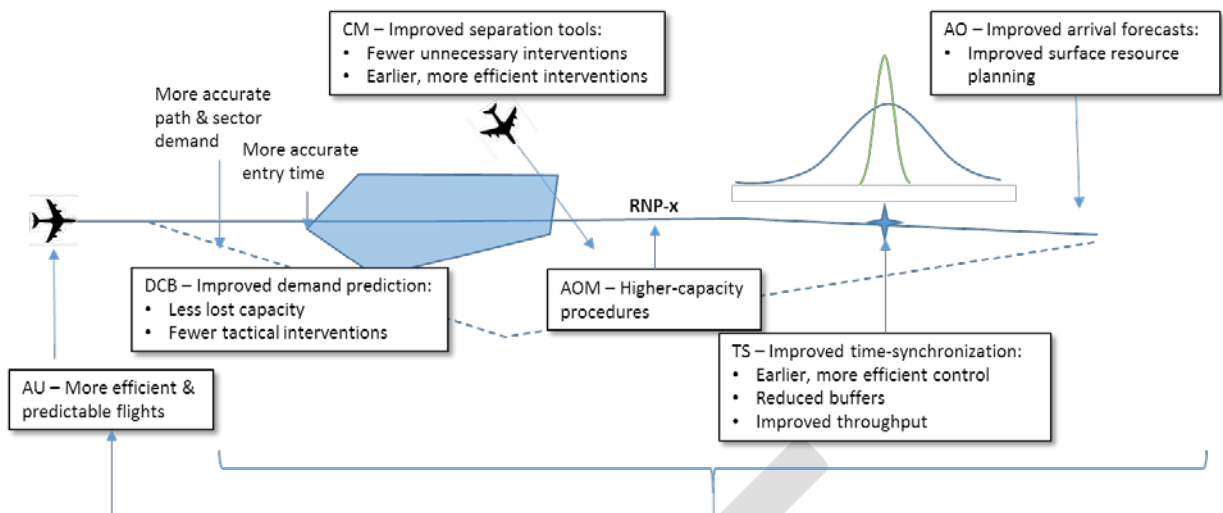 CM – Improved separation tools:
• Fewer unnecessary interventions
• Earlier, more efficient interventions
AO – Improved arrival forecasts:
• Improved surface resource
planning
More accurate
path & sector
demand
More accurate
entry time
RNP-x
DCB – Improved demand prediction:
• Less lost capacity
• Fewer tactical interventions
AOM – Higher-capacity
procedures
TS – Improved time-synchronization:
• Earlier, more efficient control
• Reduced buffers
• Improved throughput
AU – More efficient &
predictable flights